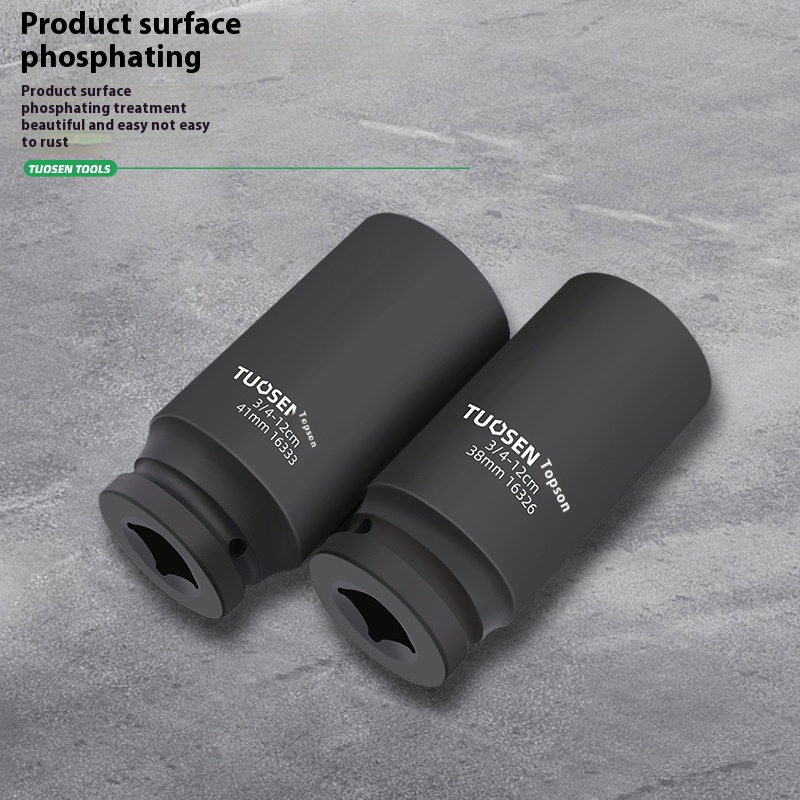 Product surface
phosphating
Product surface
phosphating treatment
beautiful and easy not easy
to rust
TUOSEN TOOLS
TUOSEN Topson
3/4-12cm
41mm 16333
TUOSEN Topson
3/4-12cm
38mm 16326